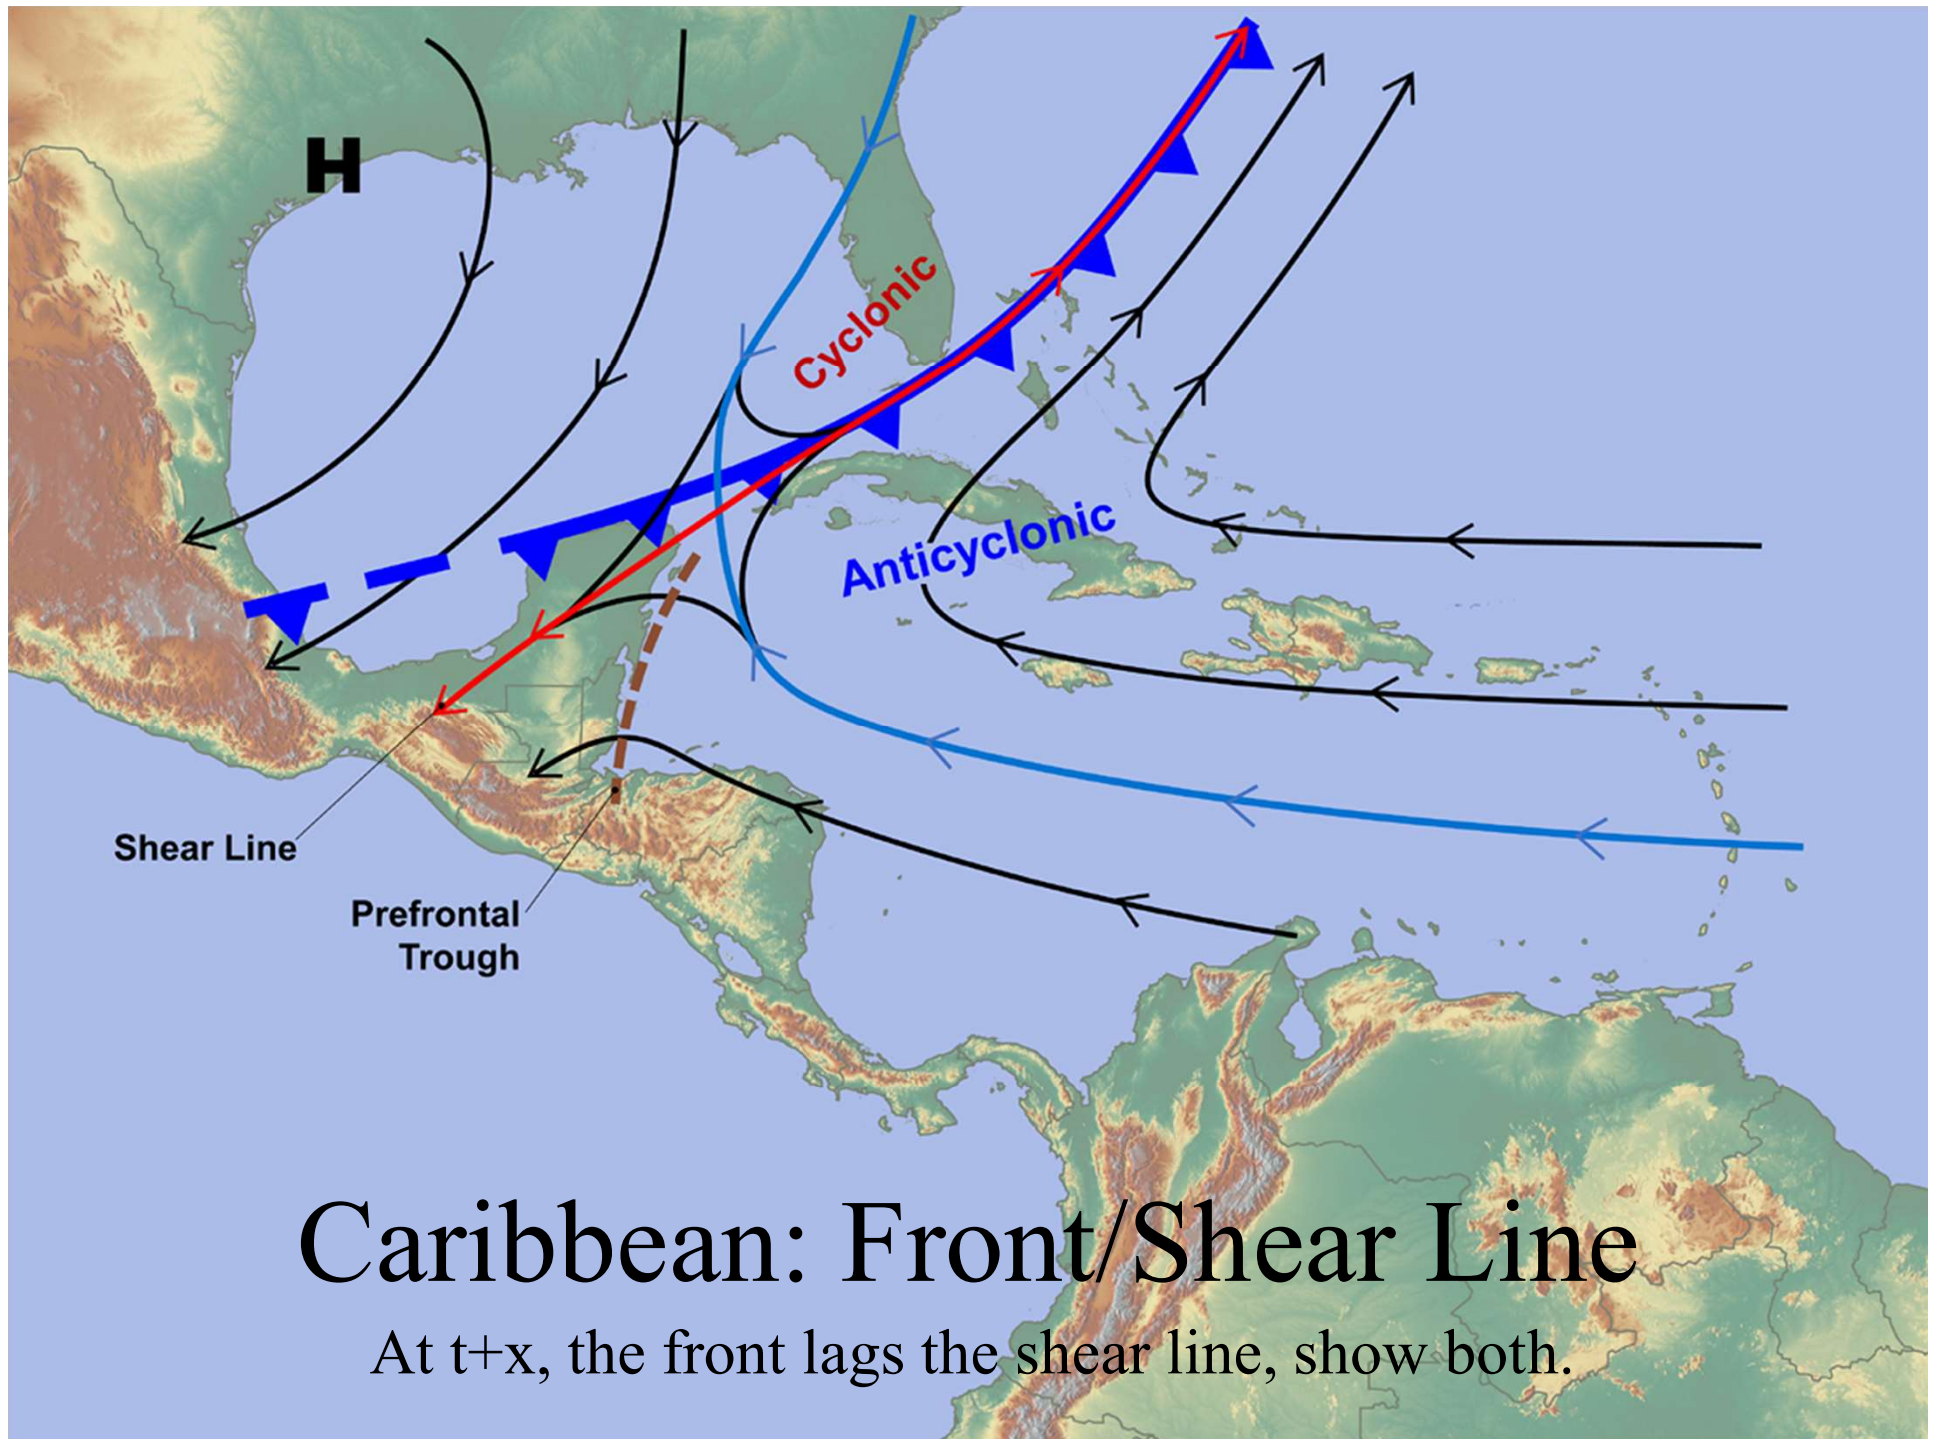 H
Cyclonic
Anticyclonic
Shear Line
Prefrontal
Trough
Caribbean: Front/Shear Line
At t+x, the front lags the shear line, show both.